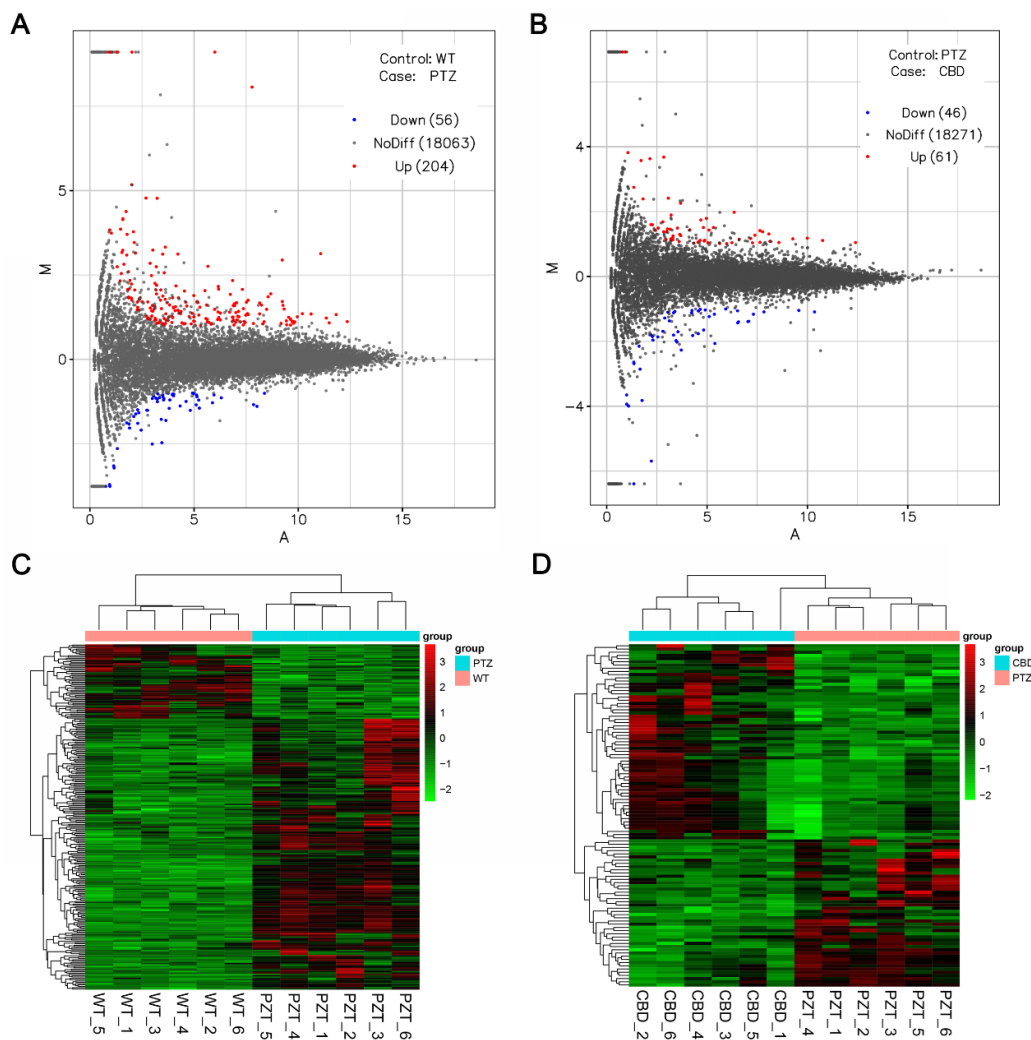 A
Control: WT
Case: PTZ
Down (56)
NoDiff (18063)
Up (204)
5
0
M
0
5
10
15
A
B
Control: PTZ
Case: CBD
Down (46)
NoDiff (18271)
Up (61)
4
0
−4
M
0
5
10
15
A
C
group
PTZ
WT
3
2
1
0
−1
−2
WT_5
WT_1
WT_3
WT_4
WT_2
WT_6
PZT_5
PZT_4
PZT_1
PZT_2
PZT_3
PZT_6
D
group
group
CBD
PTZ
3
2
1
0
−1
−2
CBD_2
CBD_6
CBD_4
CBD_3
CBD_5
CBD_1
PZT_4
PZT_1
PZT_2
PZT_3
PZT_5
PZT_6